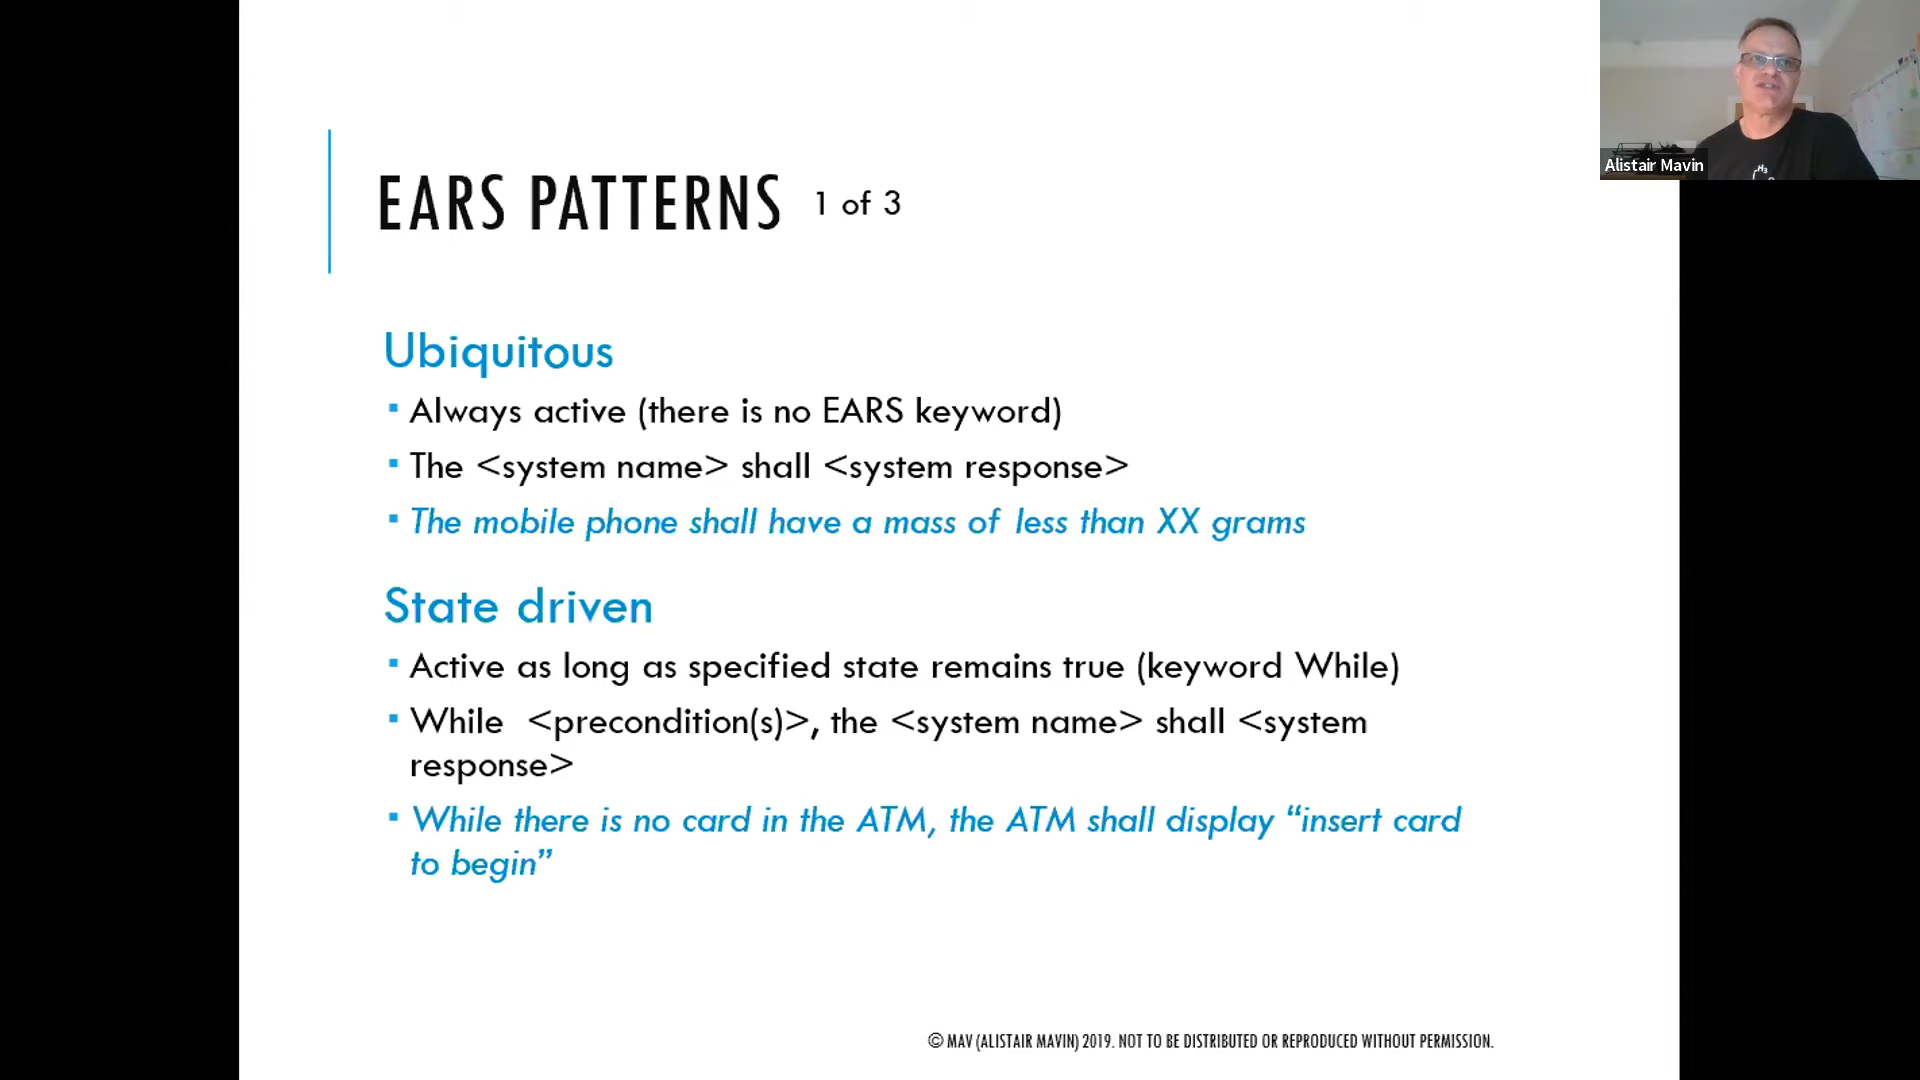 EARS PATTERNS 1 of 3
Alistair Mavin
Ubiquitous
▪ Always active (there is no EARS keyword)
▪ The <system name> shall <system response>
▪ The mobile phone shall have a mass of less than XX grams
State driven
▪ Active as long as specified state remains true (keyword While)
▪ While <precondition(s)>, the <system name> shall <system
response>
▪ While there is no card in the ATM, the ATM shall display “insert card
to begin”
© MAV (ALISTAIR MAVIN) 2019. NOT TO BE DISTRIBUTED OR REPRODUCED WITHOUT PERMISSION.